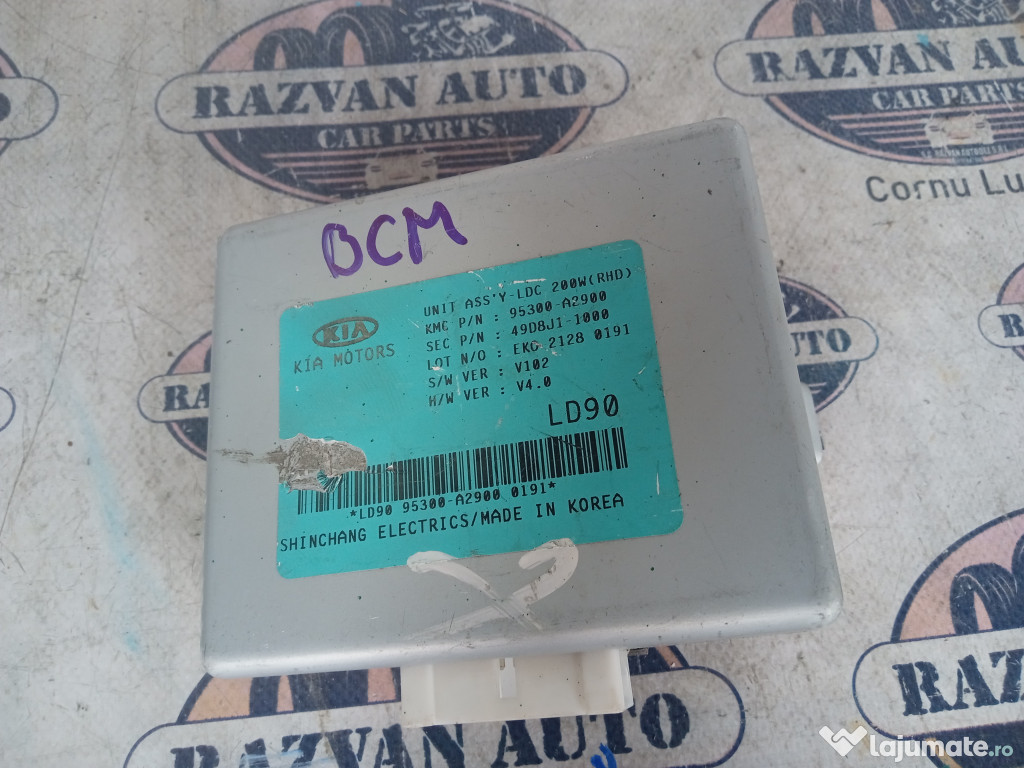 RAZVAN AUTO
CAR PARTS
RAZVAN AUTO
CAR PARTS
Cornu Lu
BCM
KIA
KIA MOTORS
UNIT ASS'Y-LDC 200W(RHD)
KMC P/N : 95300-A2900
SEC P/N : 49D8J1-1000
LOT N/O : EKC 2128 0191
S/W VER : V102
H/W VER : V4.0
LD90
*LD90 95300-A2900 0191*
SHINCHANG ELECTRICS/MADE IN KOREA
RAZVAN AUTO
RAZVAN AUTO
lajumate.ro